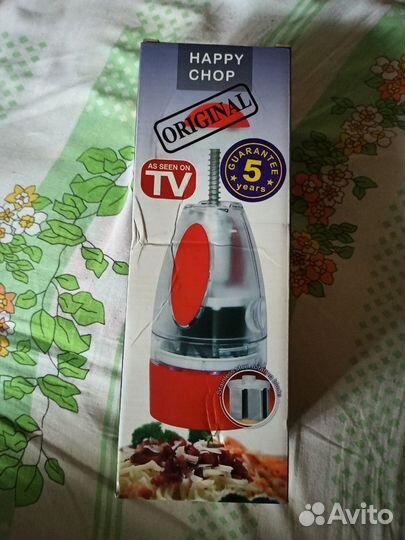 HAPPY
CHOP
ORIGINAL
AS SEEN ON
TV
GUARANTEE
5
years
Avito